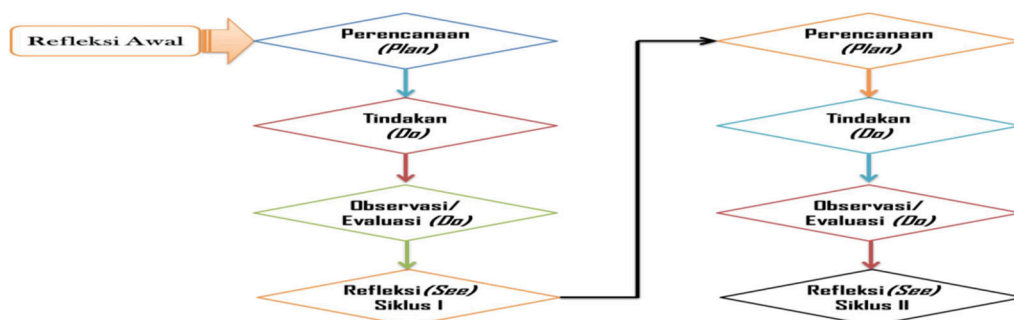 Refleksi Awal
Perencanaan
(Plan)
Tindakan
(Do)
Observasi/
Evaluasi (Do)
Refleksi (See)
Siklus I
Perencanaan
(Plan)
Tindakan
(Do)
Observasi/
Evaluasi (Do)
Refleksi (See)
Siklus II